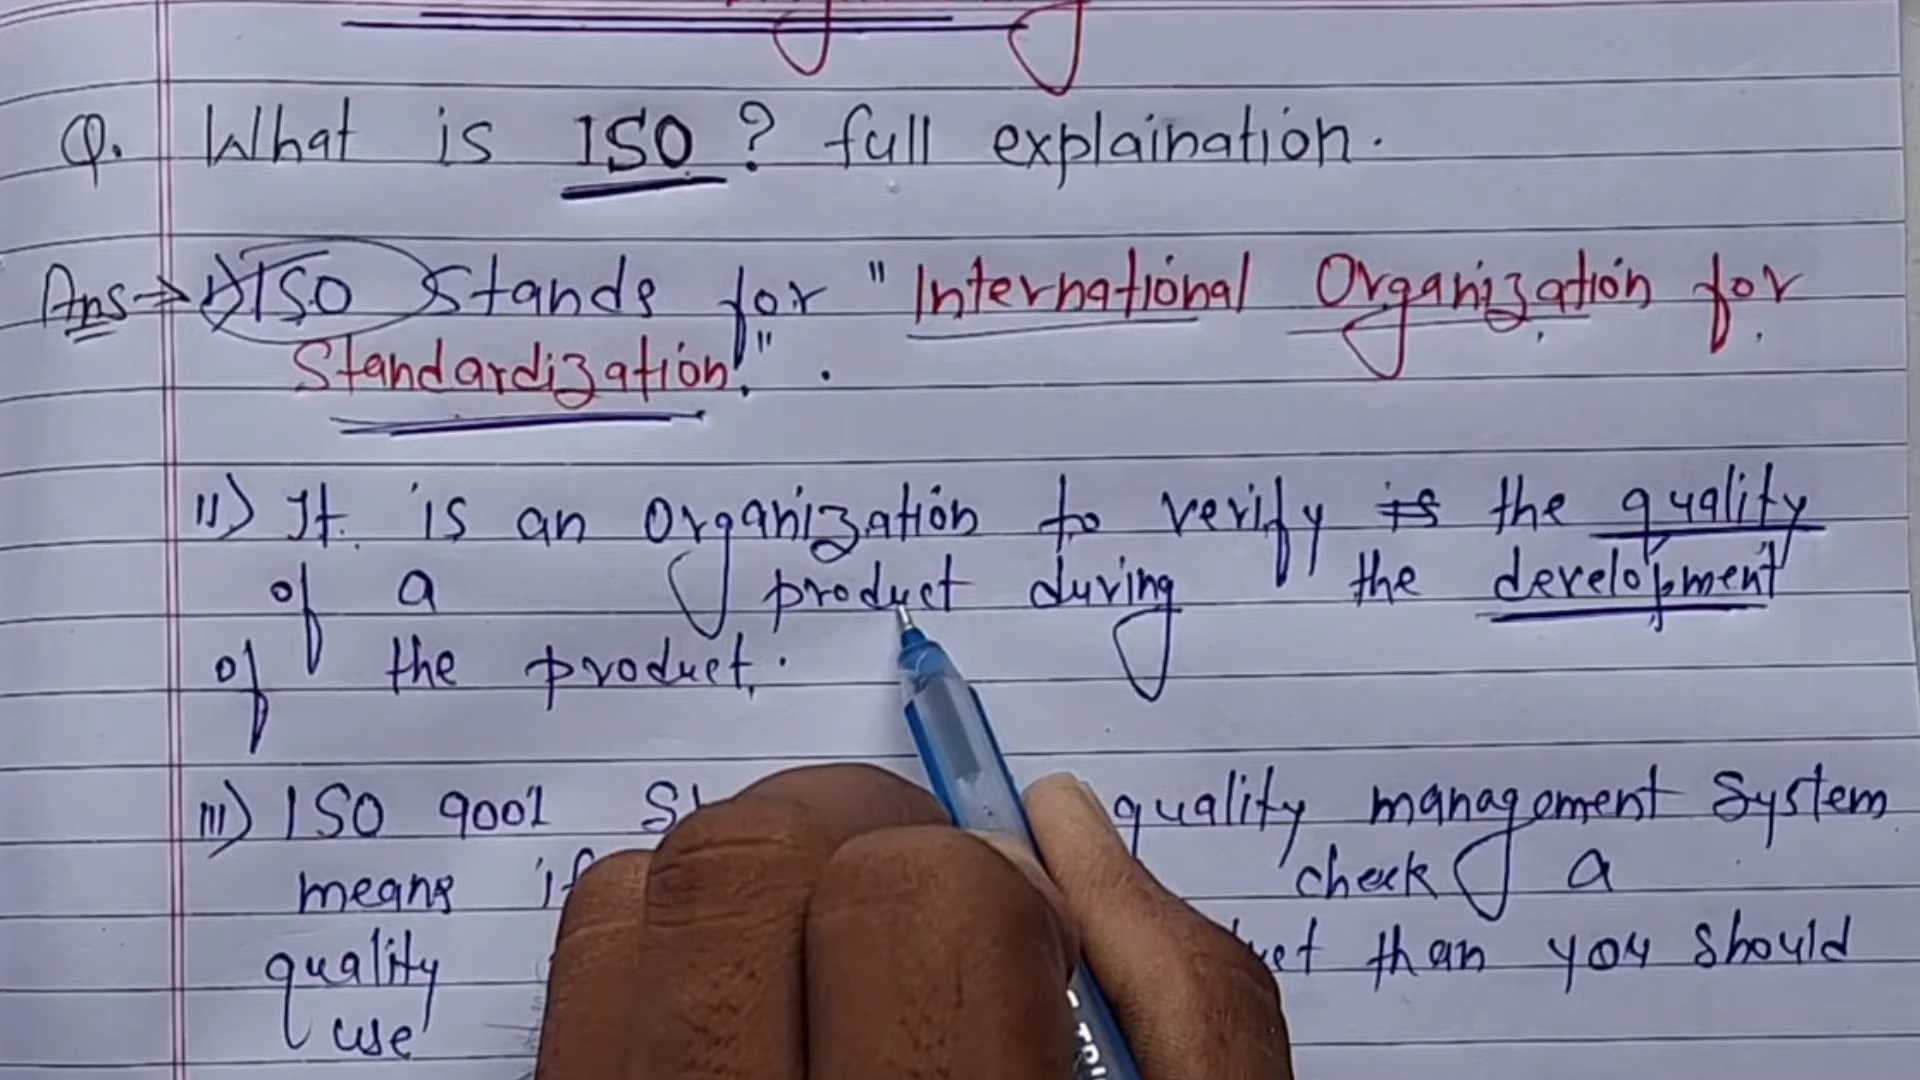 Q. What is ISO ? full explaination.
Ans → 1) ISO Stands for "International Organization for
Standardization." .
II) It is an Organization to verify is the quality
of a product during the development
of the product.
III) ISO 9001 quality management System
means if check a
quality than you should
use